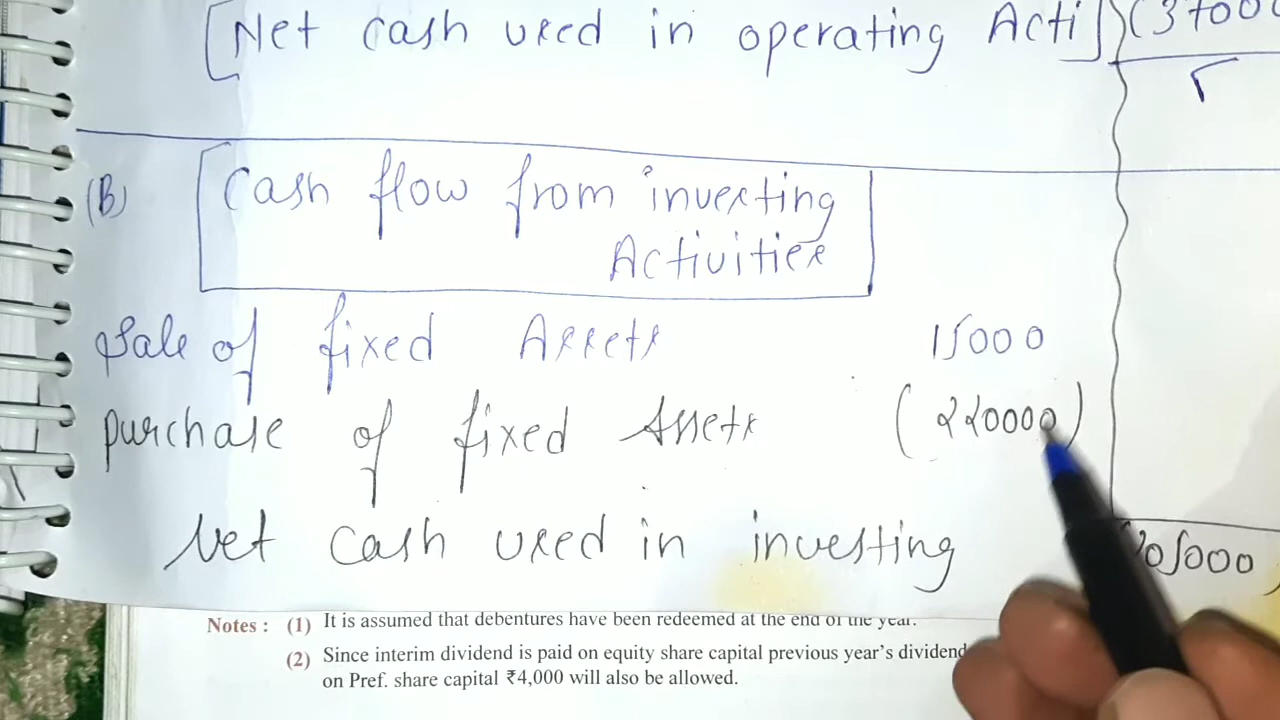 [Net cash used in operating Acti] (37000
(B) Cash flow from investing
Activities
Sale of fixed Assets 15000
purchase of fixed Assets (220000)
Net cash used in investing 05000
Notes : (1) It is assumed that debentures have been redeemed at the end of the year.
(2) Since interim dividend is paid on equity share capital previous year's dividend
on Pref. share capital ₹4,000 will also be allowed.